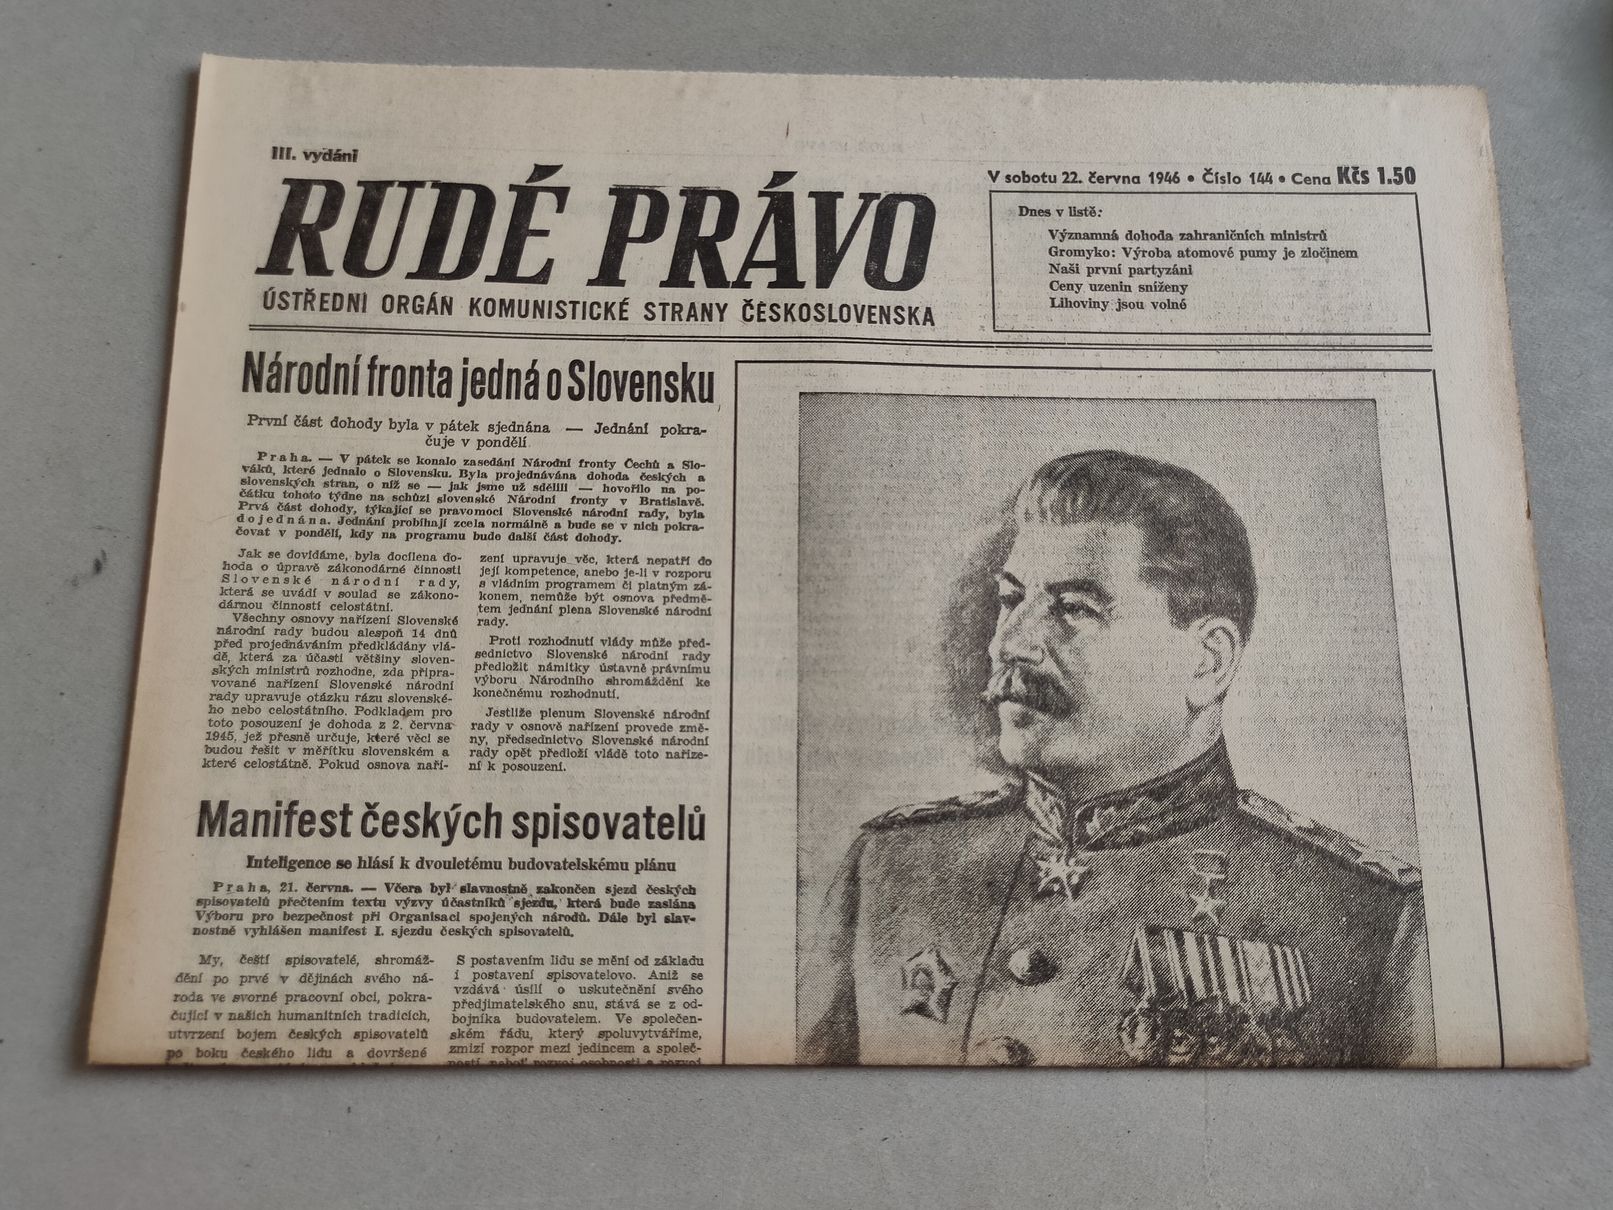 III. vydání
RUDÉ PRÁVO
ÚSTŘEDNÍ ORGÁN KOMUNISTICKÉ STRANY ČESKOSLOVENSKA
V sobotu 22. června 1946 • Číslo 144 • Cena Kčs 1.50
Dnes v listě:
Významná dohoda zahraničních ministrů
Gromyko: Výroba atomové pumy je zločinem
Naši první partyzáni
Ceny uzenin sníženy
Lihoviny jsou volné
Národní fronta jedná o Slovensku
První část dohody byla v pátek sjednána — Jednání pokra-
čuje v pondělí
Praha. — V pátek se konalo zasedání Národní fronty Čechů a Slo-
váků, které jednalo o Slovensku. Byla projednávána dohoda českých a
slovenských stran, o níž se — jak jsme už sdělili — hovořilo na po-
čátku tohoto týdne na schůzi slovenské Národní fronty v Bratislavě.
Prvá část dohody, týkající se pravomoci Slovenské národní rady, byla
dojednána. Jednání probíhají zcela normálně a bude se v nich pokra-
čovat v pondělí, kdy na programu bude další část dohody.
Jak se dovídáme, byla docílena do-
hoda o úpravě zákonodárné činnosti
Slovenské národní rady,
která se uvádí v soulad se zákono-
dárnou činností celostátní.
Všechny osnovy nařízení Slovenské
národní rady budou alespoň 14 dnů
před projednáváním předkládány vlá-
dě, která za účasti většiny sloven-
ských ministrů rozhodne, zda připra-
vované nařízení Slovenské národní
rady upravuje otázku rázu slovenské-
ho nebo celostátního. Podkladem pro
toto posouzení je dohoda z 2. června
1945, jež přesně určuje, které věci se
budou řešit v měřítku slovenském a
které celostátně. Pokud osnova naří-
zení upravuje věc, která nepatří do
její kompetence, anebo je-li v rozporu
s vládním programem či platným zá-
konem, nemůže být osnova předmě-
tem jednání plena Slovenské národní
rady.
Proti rozhodnutí vlády může před-
sednictvo Slovenské národní rady
předložit námitky ústavně právnímu
výboru Národního shromáždění ke
konečnému rozhodnutí.
Jestliže plenum Slovenské národní
rady v osnově nařízení provede změ-
ny, předsednictvo Slovenské národní
rady opět předloží vládě toto naříze-
ní k posouzení.
Manifest českých spisovatelů
Inteligence se hlásí k dvouletému budovatelskému plánu
Praha, 21. června. — Včera byl slavnostně zakončen sjezd českých
spisovatelů přečtením textu výzvy účastníků sjezdu, která bude zaslána
Výboru pro bezpečnost při Organisaci spojených národů. Dále byl slav-
nostně vyhlášen manifest I. sjezdu českých spisovatelů.
My, čeští spisovatelé, shromáž-
dění po prvé v dějinách svého ná-
roda ve svorné pracovní obci, pokra-
čující v našich humanitních tradicích,
utvrzeni bojem českých spisovatelů
po boku českého lidu a dovršené
S postavením lidu se mění od základu
i postavení spisovatelovo. Aniž se
vzdává úsilí o uskutečnění svého
předjímatelského snu, stává se z od-
bojníka budovatelem. Ve společen-
ském řádu, který spoluvytváříme,
zmizí rozpor mezi jedincem a společ-
ností, neboť rozvoj osobnosti a rozvoj